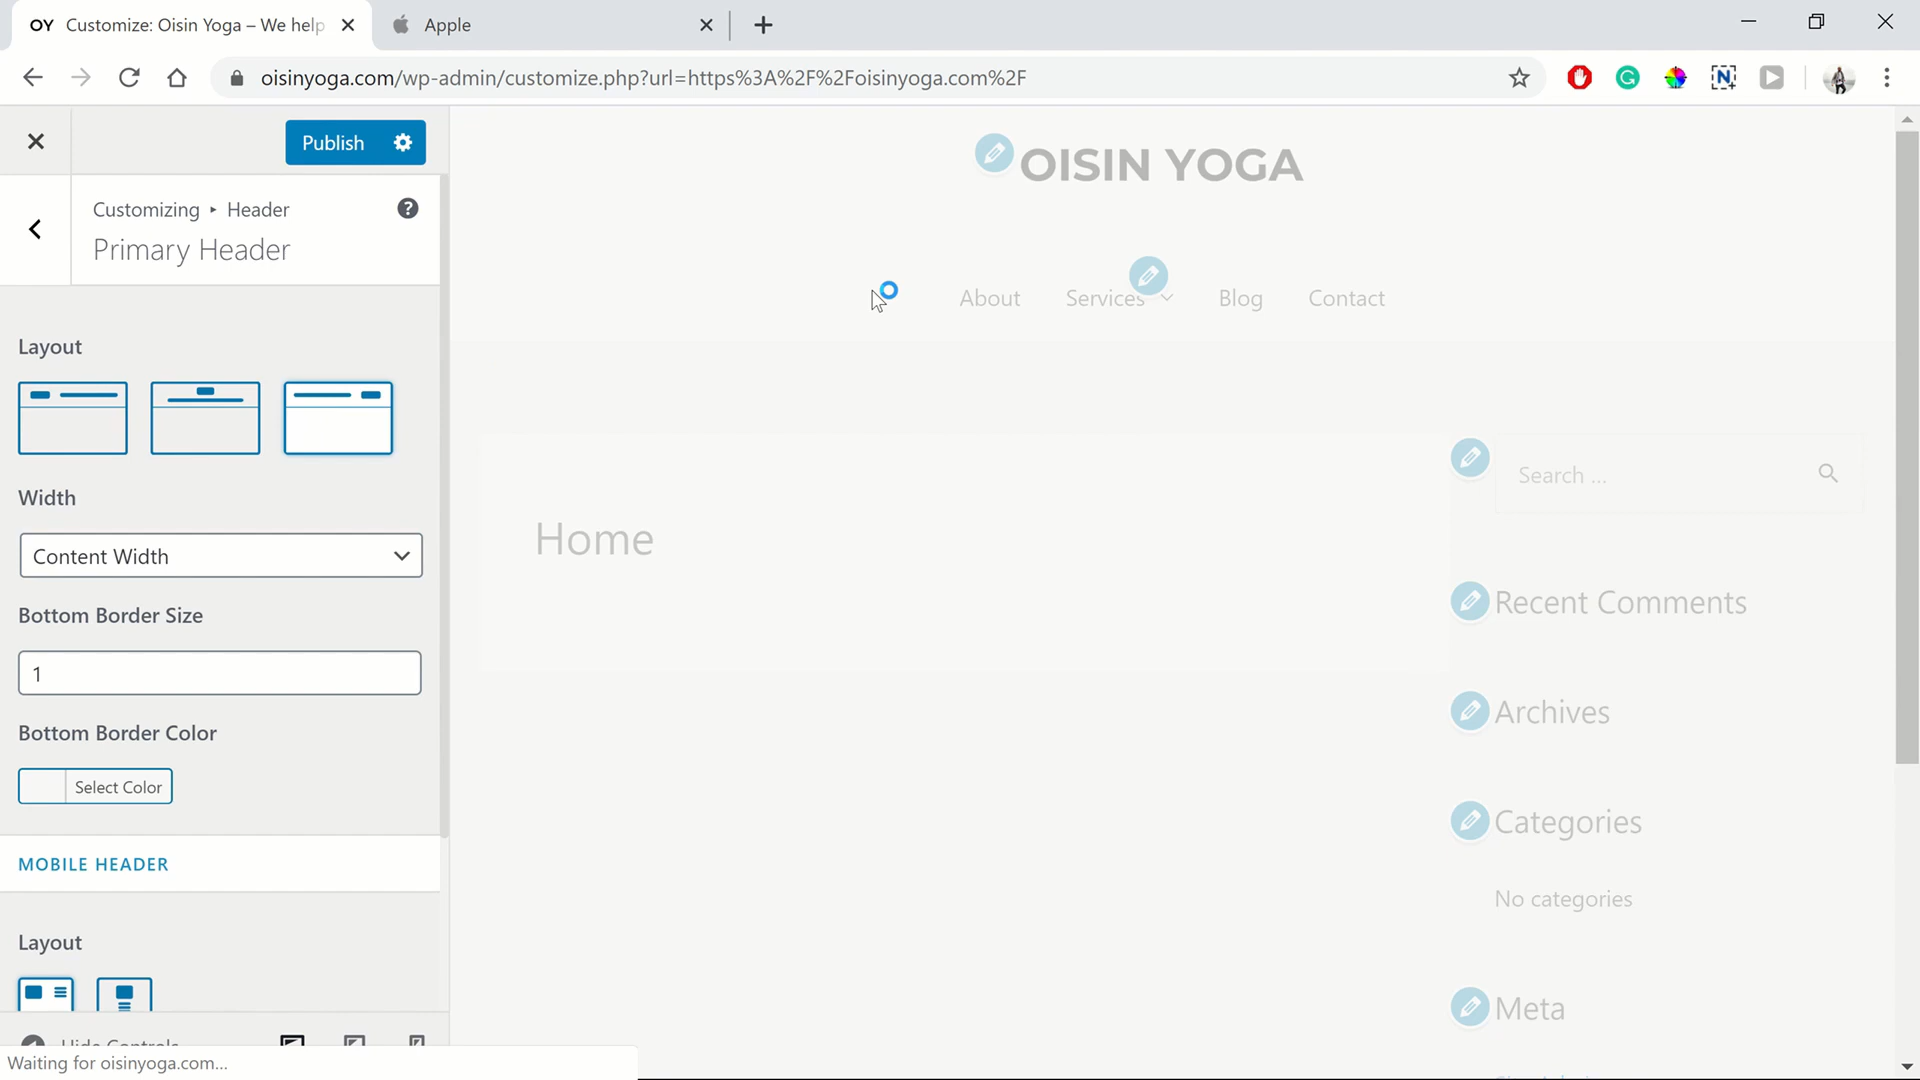 OY Customize: Oisin Yoga – We help
Apple
oisinyoga.com/wp-admin/customize.php?url=https%3A%2F%2Foisinyoga.com%2F
Publish
Customizing ▸ Header
Primary Header
Layout
Width
Content Width
Bottom Border Size
1
Bottom Border Color
Select Color
MOBILE HEADER
Layout
Hide Controls
Waiting for oisinyoga.com...
OISIN YOGA
About Services Blog Contact
Home
Search ...
Recent Comments
Archives
Categories
No categories
Meta